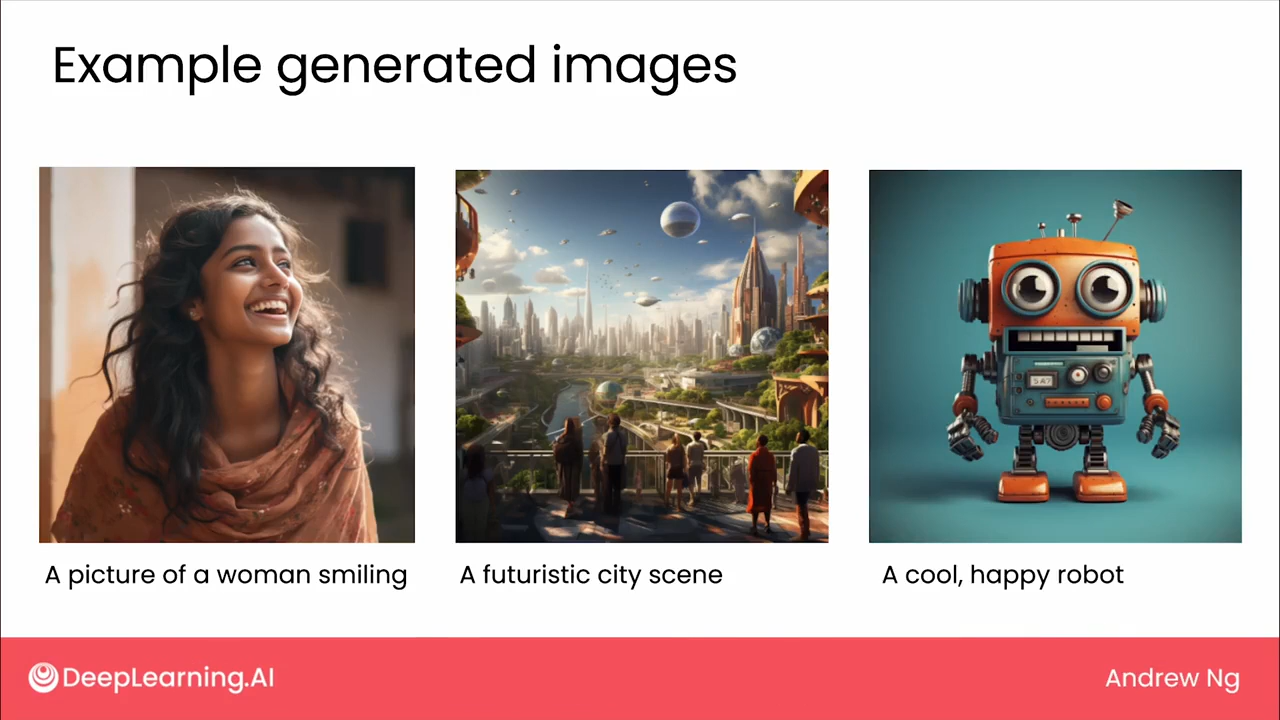 Example generated images
A picture of a woman smiling
A futuristic city scene
A cool, happy robot
DeepLearning.AI
Andrew Ng